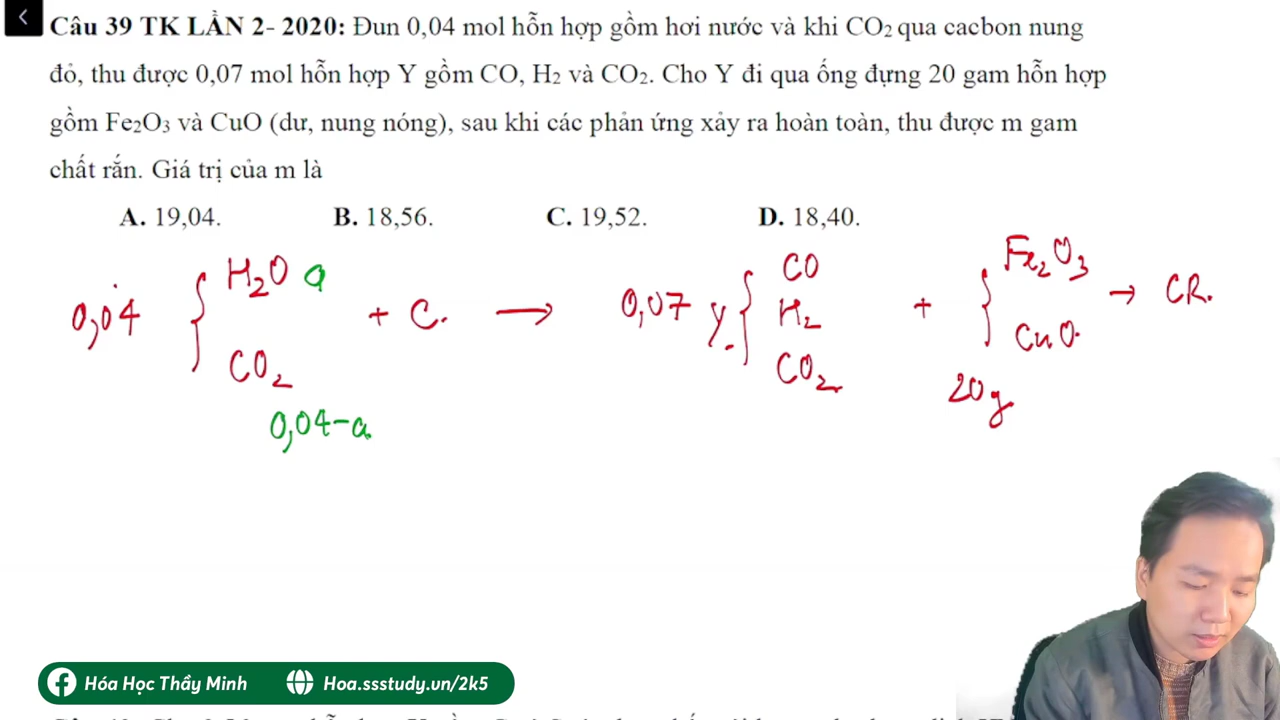 Câu 39 TK LẦN 2- 2020: Đun 0,04 mol hỗn hợp gồm hơi nước và khi CO₂ qua cacbon nung
đỏ, thu được 0,07 mol hỗn hợp Y gồm CO, H₂ và CO₂. Cho Y đi qua ống đựng 20 gam hỗn hợp
gồm Fe₂O₃ và CuO (dư, nung nóng), sau khi các phản ứng xảy ra hoàn toàn, thu được m gam
chất rắn. Giá trị của m là
A. 19,04. B. 18,56. C. 19,52. D. 18,40.
0,04 { H₂O a CO₂ 0,04-a + C. → 0,07 Y { CO H₂ CO₂ + { Fe₂O₃ CuO 20g → CR.
Hóa Học Thầy Minh Hoa.ssstudy.vn/2k5